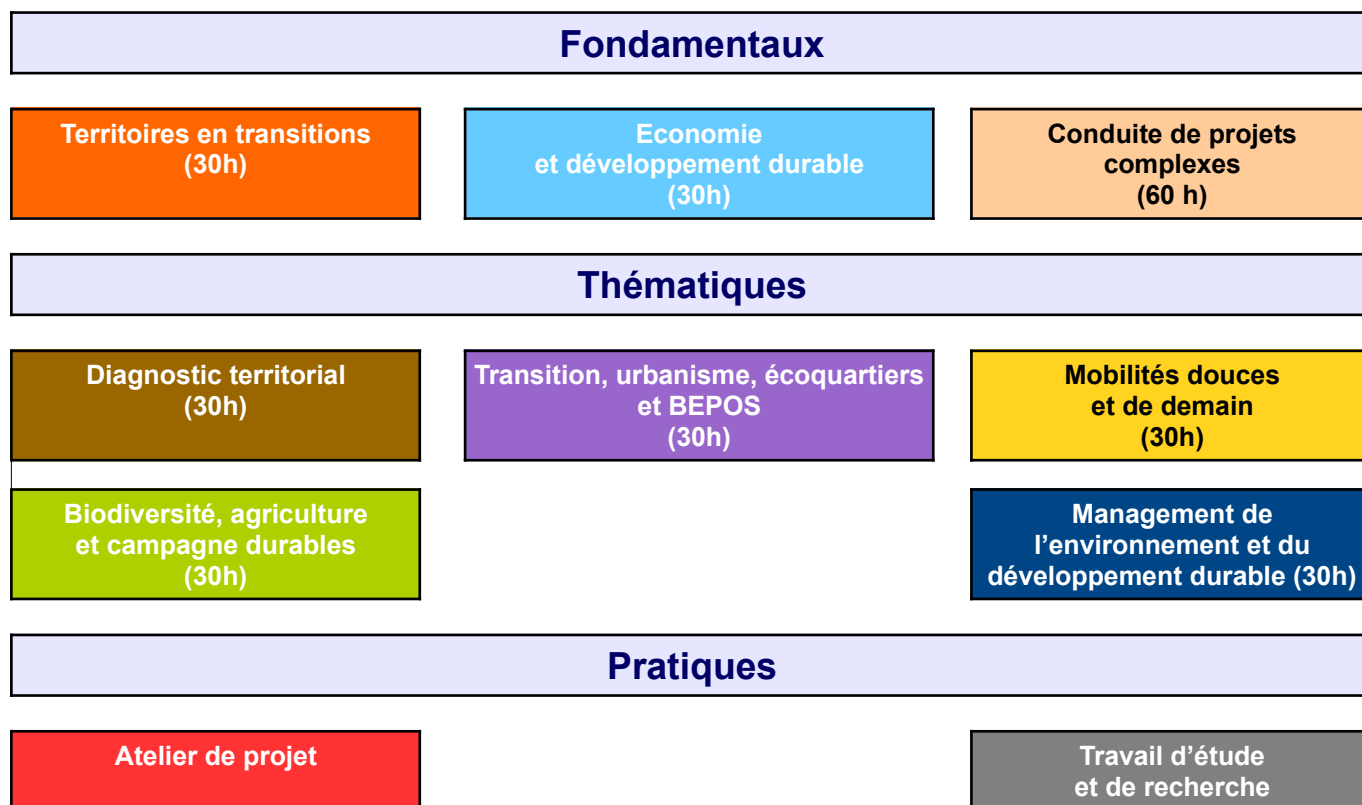 Fondamentaux
Territoires en transitions
(30h)
Economie
et développement durable
(30h)
Conduite de projets
complexes
(60 h)
Thématiques
Diagnostic territorial
(30h)
Transition, urbanisme, écoquartiers
et BEPOS
(30h)
Mobilités douces
et de demain
(30h)
Biodiversité, agriculture
et campagne durables
(30h)
Management de
l’environnement et du
développement durable (30h)
Pratiques
Atelier de projet
Travail d’étude
et de recherche